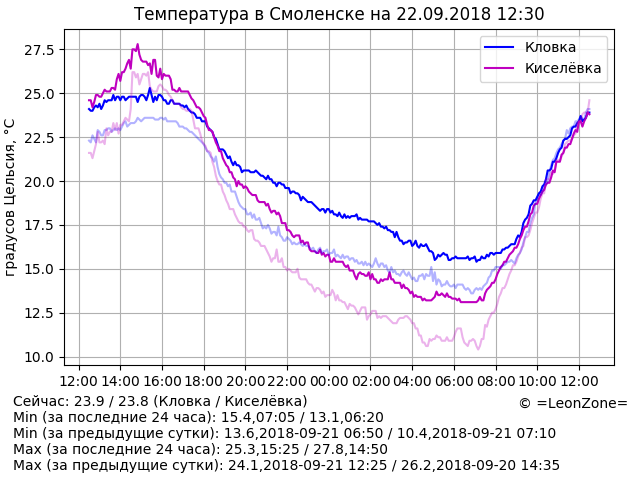 Температура в Смоленске на 22.09.2018 12:30
Кловка
Киселёвка
градусов Цельсия, °C
27.5
25.0
22.5
20.0
17.5
15.0
12.5
10.0
12:00 14:00 16:00 18:00 20:00 22:00 00:00 02:00 04:00 06:00 08:00 10:00 12:00
Сейчас: 23.9 / 23.8 (Кловка / Киселёвка)
© =LeonZone=
Min (за последние 24 часа): 15.4,07:05 / 13.1,06:20
Min (за предыдущие сутки): 13.6,2018-09-21 06:50 / 10.4,2018-09-21 07:10
Max (за последние 24 часа): 25.3,15:25 / 27.8,14:50
Max (за предыдущие сутки): 24.1,2018-09-21 12:25 / 26.2,2018-09-20 14:35